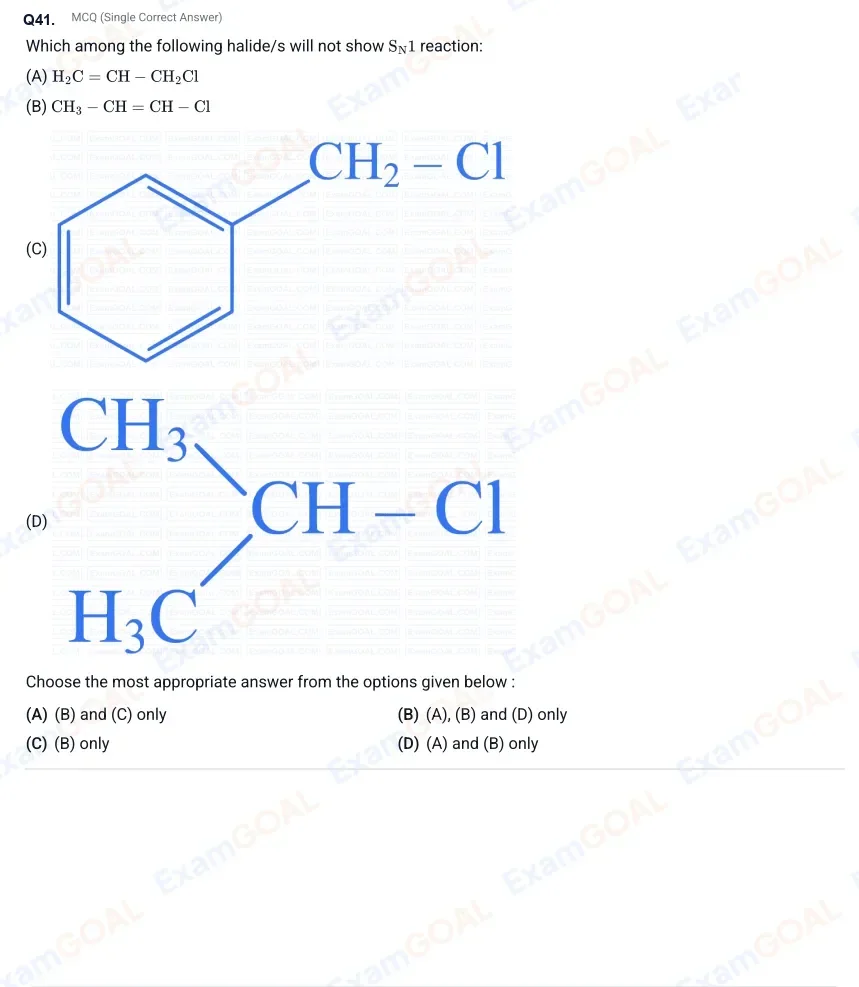 Q41. MCQ (Single Correct Answer)
Which among the following halide/s will not show S_N1 reaction:
(A) H₂C = CH − CH₂Cl
(B) CH₃ − CH = CH − Cl
CH₂ − Cl
(C)
CH₃
CH − Cl
(D)
H₃C
Choose the most appropriate answer from the options given below :
(A) (B) and (C) only
(B) (A), (B) and (D) only
(C) (B) only
(D) (A) and (B) only
ExamGOAL